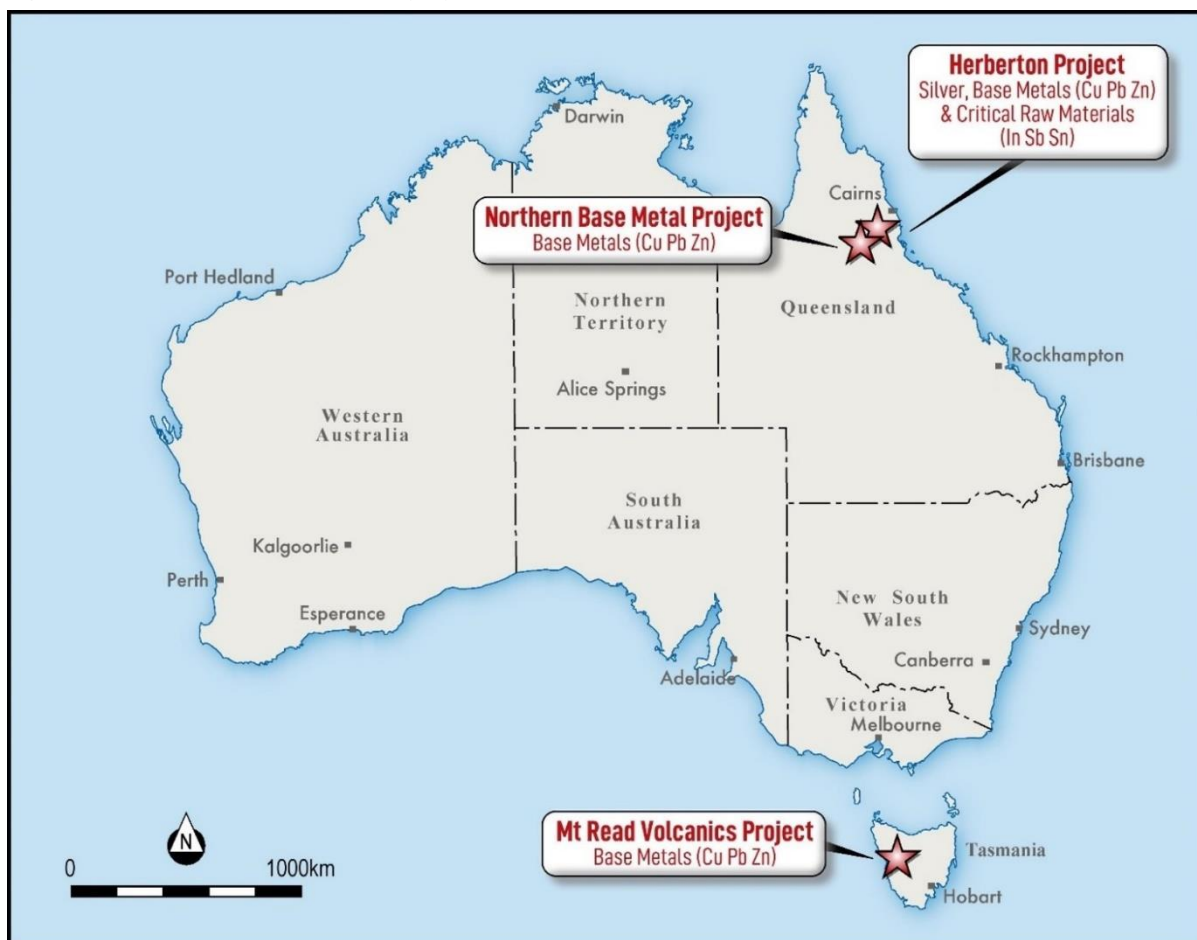 Herberton Project
Silver, Base Metals (Cu Pb Zn)
& Critical Raw Materials
(In Sb Sn)
Darwin
Cairns
Northern Base Metal Project
Base Metals (Cu Pb Zn)
Port Hedland
Northern
Territory
Queensland
Rockhampton
Alice Springs
Western
Australia
Brisbane
South
Australia
Kalgoorlie
Perth
Esperance
New South
Wales
Sydney
Canberra
Adelaide
Victoria
Melbourne
Mt Read Volcanics Project
Base Metals (Cu Pb Zn)
Tasmania
Hobart
N
0
1000km